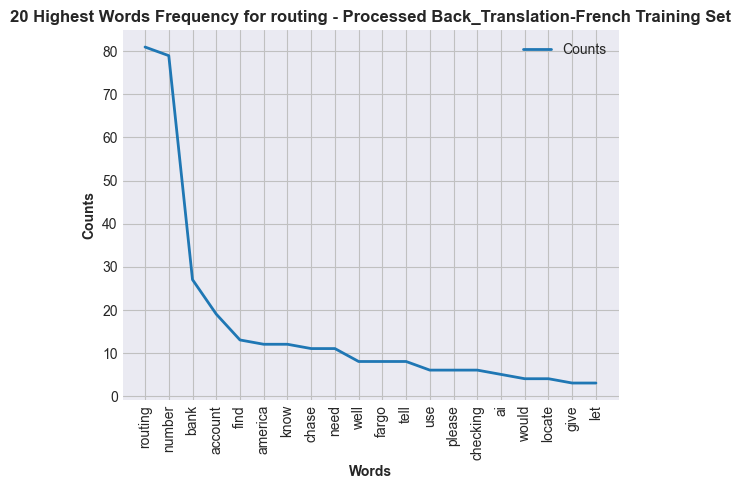 20 Highest Words Frequency for routing - Processed Back_Translation-French Training Set
Counts
80
70
60
50
40
30
20
10
0
Counts
routing
number
bank
account
find
america
know
chase
need
well
fargo
tell
use
please
checking
ai
would
locate
give
let
Words